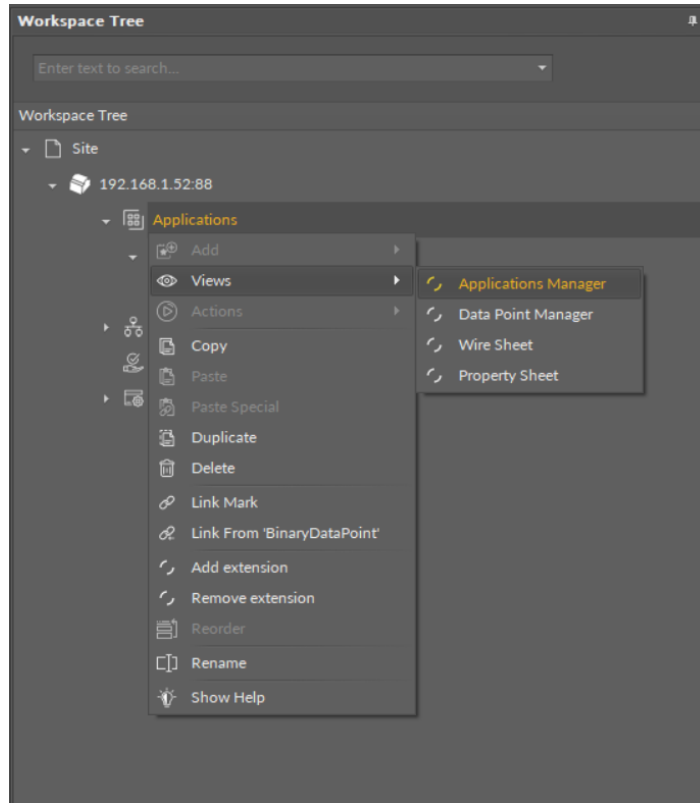 Workspace Tree
Enter text to search...
Workspace Tree
Site
192.168.1.52:88
Applications
Add
Views
Actions
Copy
Paste
Paste Special
Duplicate
Delete
Link Mark
Link From 'BinaryDataPoint'
Add extension
Remove extension
Reorder
Rename
Show Help
Applications Manager
Data Point Manager
Wire Sheet
Property Sheet